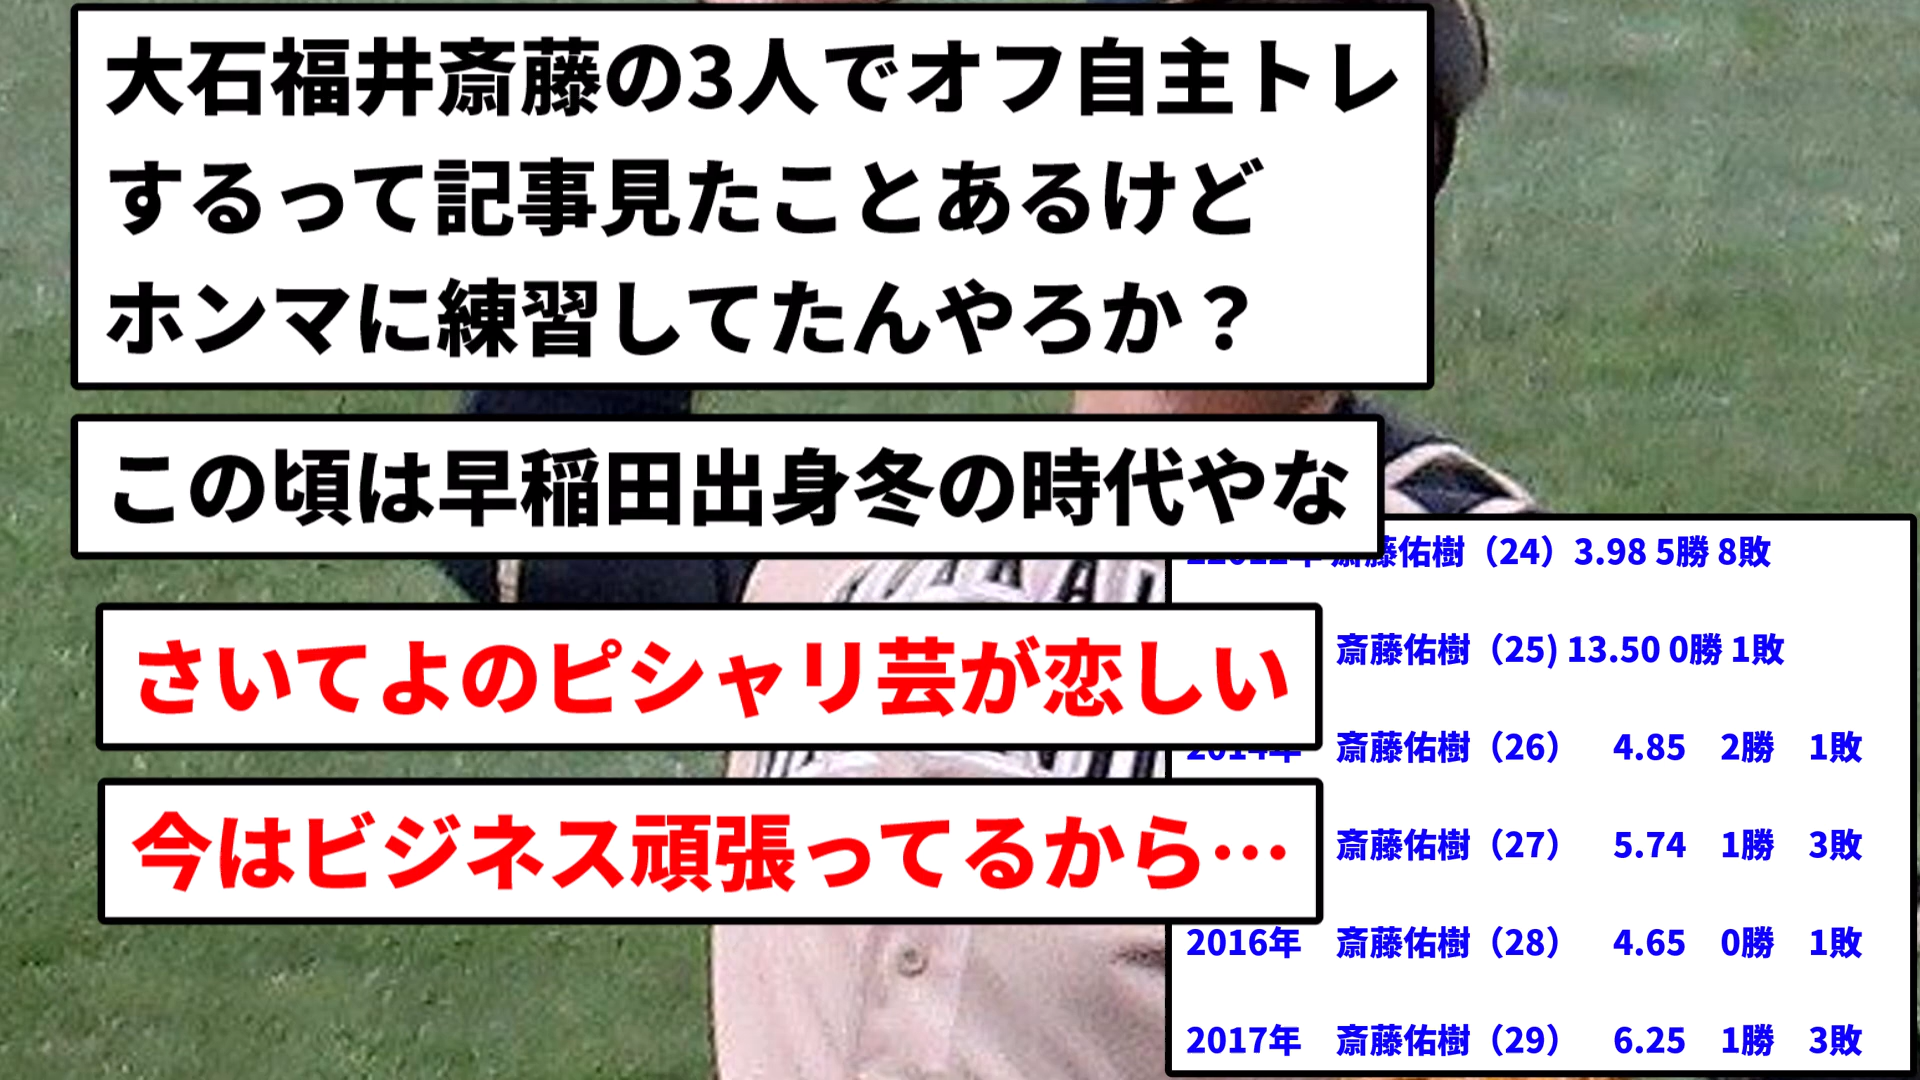 大石福井斎藤の3人でオフ自主トレ
するって記事見たことあるけど
ホンマに練習してたんやろか？
この頃は早稲田出身冬の時代やな
さいてよのピシャリ芸が恋しい
今はビジネス頑張ってるから…
斎藤佑樹（24）3.98 5勝 8敗
斎藤佑樹（25) 13.50 0勝 1敗
2014年　斎藤佑樹（26）　4.85　2勝　1敗
斎藤佑樹（27）　5.74　1勝　3敗
2016年　斎藤佑樹（28）　4.65　0勝　1敗
2017年　斎藤佑樹（29）　6.25　1勝　3敗